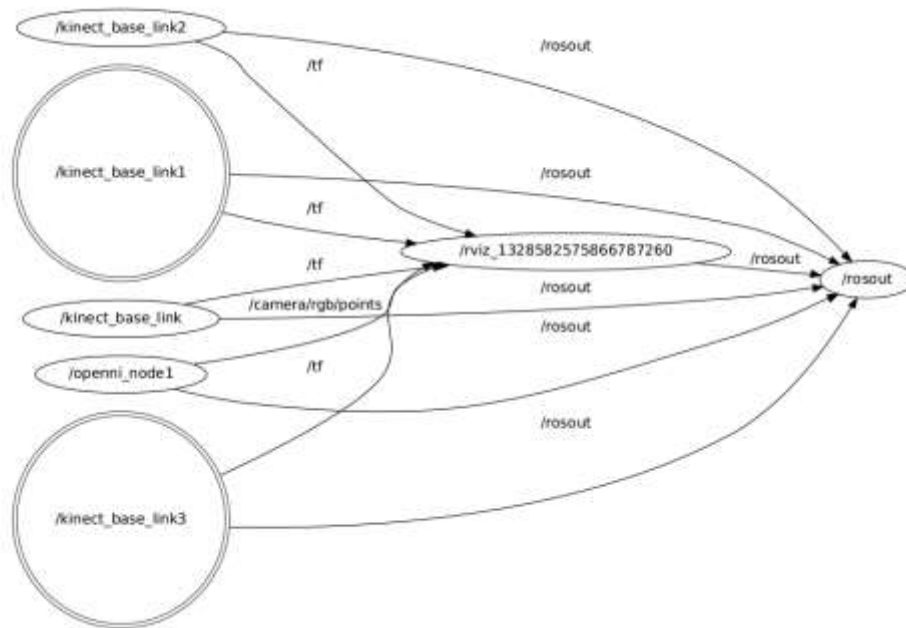 /kinect_base_link2
/rosout
/tf
/kinect_base_link1
/rosout
/tf
/rviz_1328582575866787260
/tf
/rosout
/rosout
/camera/rgb/points
/rosout
/kinect_base_link
/rosout
/openni_node1
/tf
/rosout
/kinect_base_link3